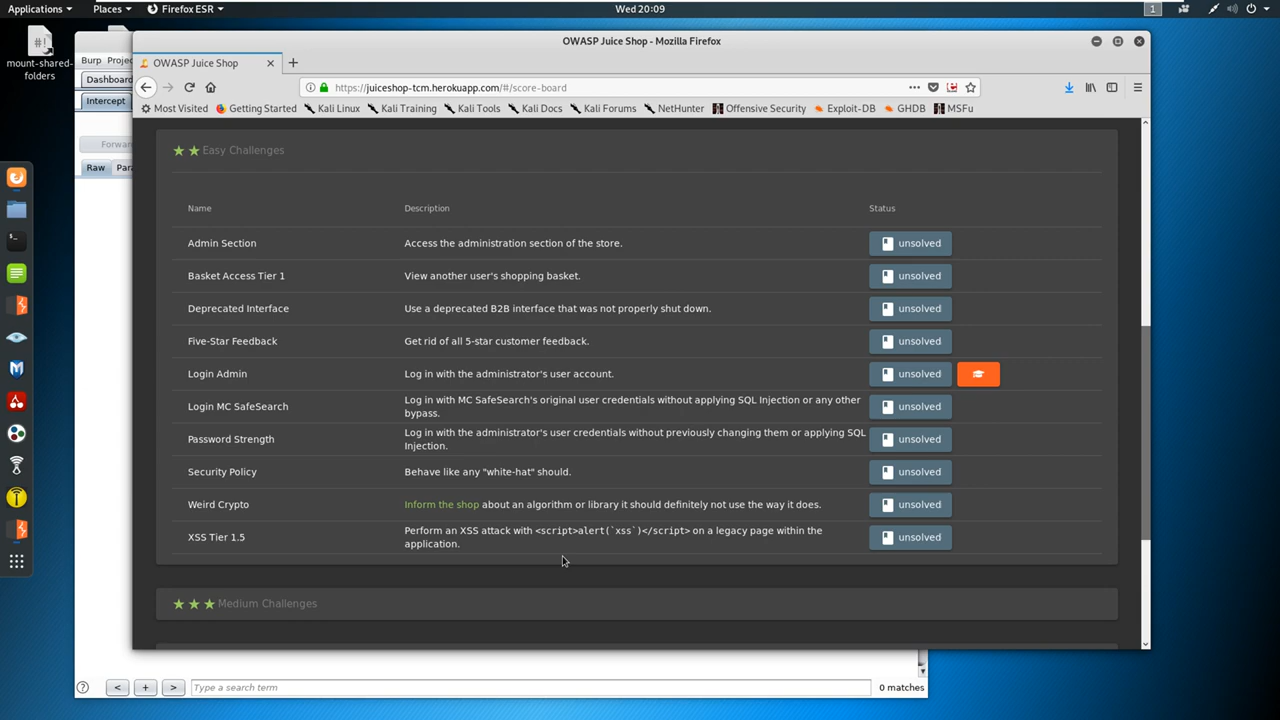 Applications
Places
Firefox ESR
Wed 20:09
1
#!
mount-shared-
folders
Burp Projec
Dashboard
Intercept
Forward
Raw Para
OWASP Juice Shop - Mozilla Firefox
OWASP Juice Shop
https://juiceshop-tcm.herokuapp.com/#/score-board
Most Visited Getting Started Kali Linux Kali Training Kali Tools Kali Docs Kali Forums NetHunter Offensive Security Exploit-DB GHDB MSFu
Easy Challenges
Name Description Status
Admin Section Access the administration section of the store. unsolved
Basket Access Tier 1 View another user's shopping basket. unsolved
Deprecated Interface Use a deprecated B2B interface that was not properly shut down. unsolved
Five-Star Feedback Get rid of all 5-star customer feedback. unsolved
Login Admin Log in with the administrator's user account. unsolved
Login MC SafeSearch Log in with MC SafeSearch's original user credentials without applying SQL Injection or any other
bypass. unsolved
Password Strength Log in with the administrator's user credentials without previously changing them or applying SQL
Injection. unsolved
Security Policy Behave like any "white-hat" should. unsolved
Weird Crypto Inform the shop about an algorithm or library it should definitely not use the way it does. unsolved
XSS Tier 1.5 Perform an XSS attack with <script>alert(`xss`)</script> on a legacy page within the
application. unsolved
Medium Challenges
? < + > Type a search term 0 matches